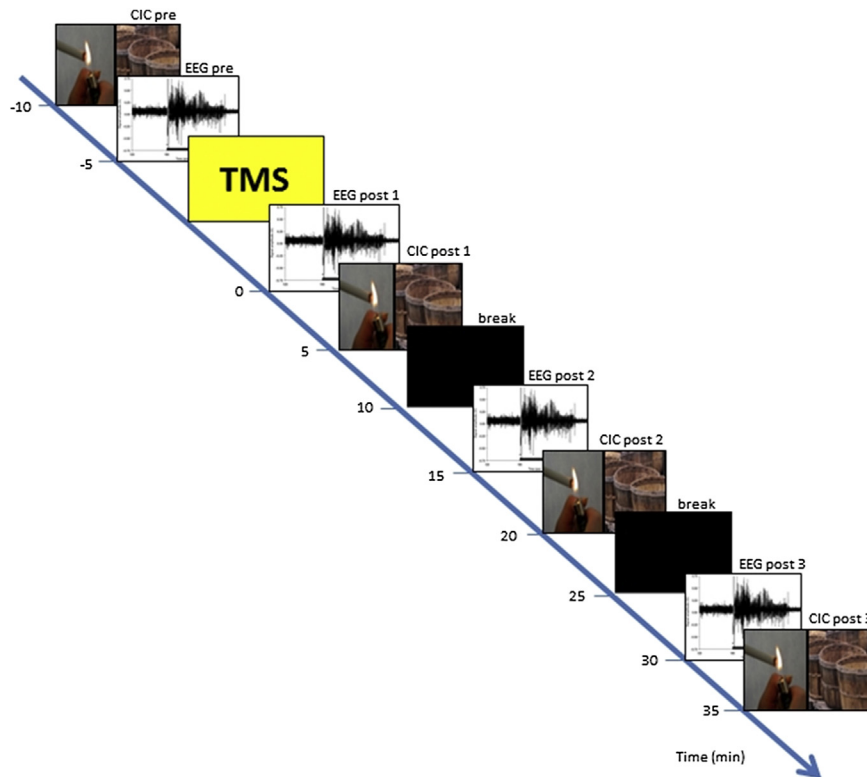 CIC pre
EEG pre
-10
TMS
-5
EEG post 1
CIC post 1
0
break
5
EEG post 2
10
CIC post 2
15
break
20
EEG post 3
25
CIC post 3
30
35
Time (min)